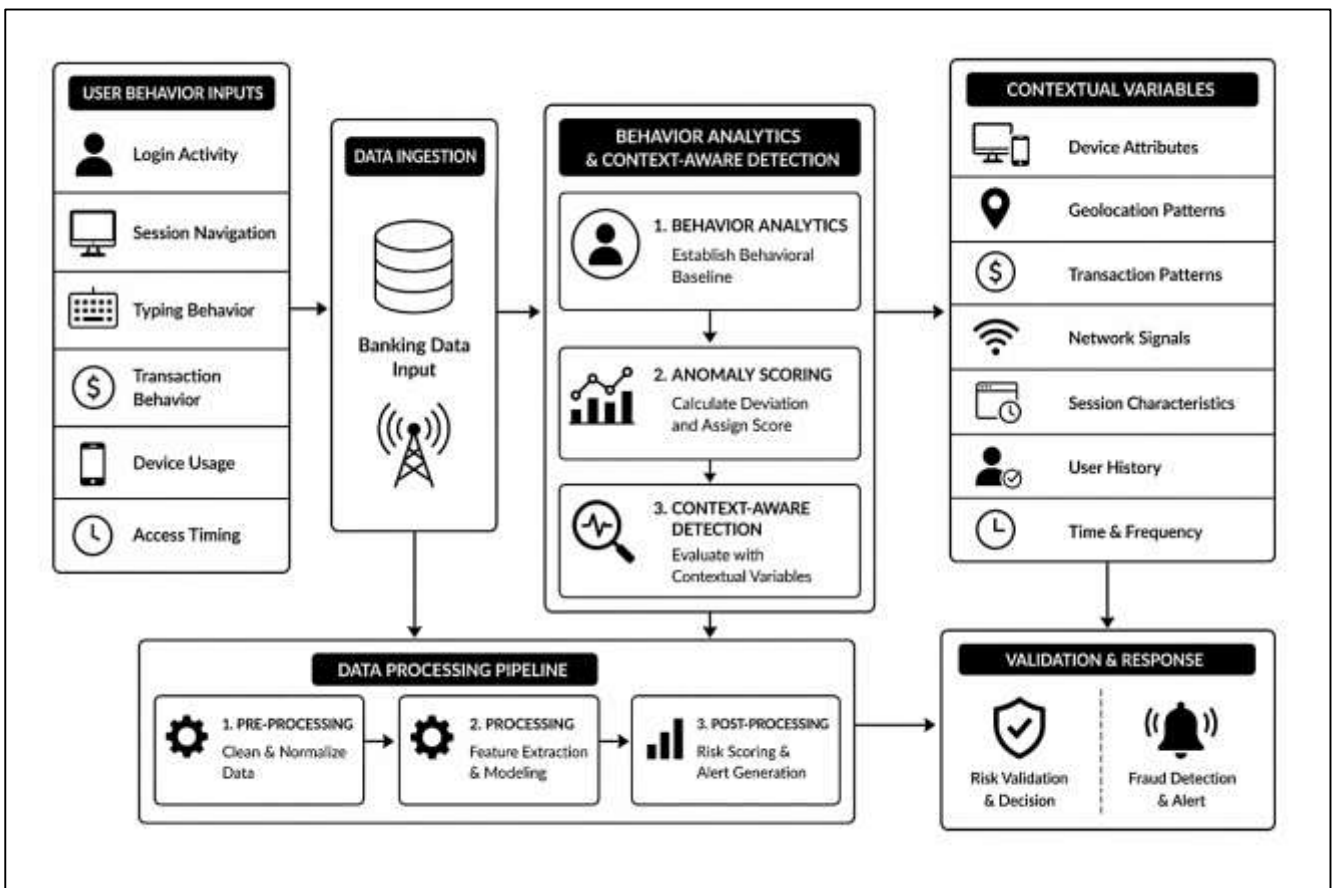 USER BEHAVIOR INPUTS
Login Activity
Session Navigation
Typing Behavior
$
Transaction
Behavior
Device Usage
Access Timing
DATA INGESTION
Banking Data
Input
BEHAVIOR ANALYTICS
& CONTEXT-AWARE DETECTION
1. BEHAVIOR ANALYTICS
Establish Behavioral
Baseline
2. ANOMALY SCORING
Calculate Deviation
and Assign Score
3. CONTEXT-AWARE
DETECTION
Evaluate with
Contextual Variables
CONTEXTUAL VARIABLES
Device Attributes
Geolocation Patterns
$
Transaction Patterns
Network Signals
Session Characteristics
User History
Time & Frequency
DATA PROCESSING PIPELINE
1. PRE-PROCESSING
Clean & Normalize
Data
2. PROCESSING
Feature Extraction
& Modeling
3. POST-PROCESSING
Risk Scoring &
Alert Generation
VALIDATION & RESPONSE
Risk Validation
& Decision
Fraud Detection
& Alert